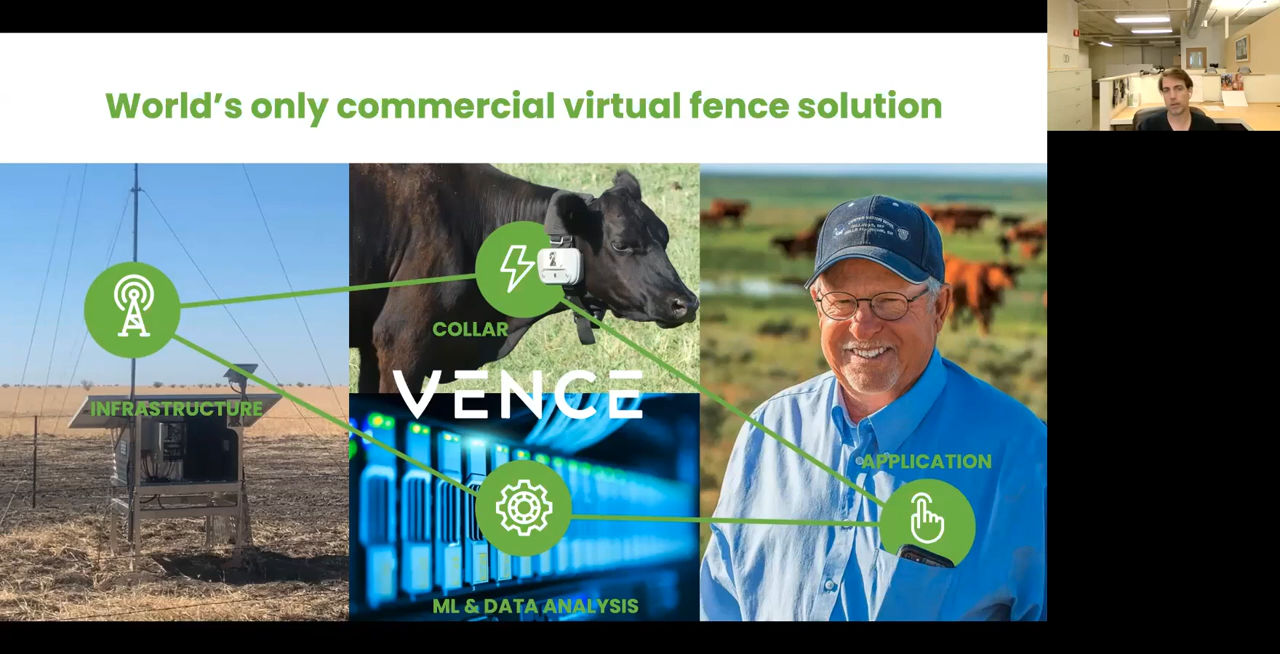 World's only commercial virtual fence solution
COLLAR
VENCE
INFRASTRUCTURE
APPLICATION
ML & DATA ANALYSIS